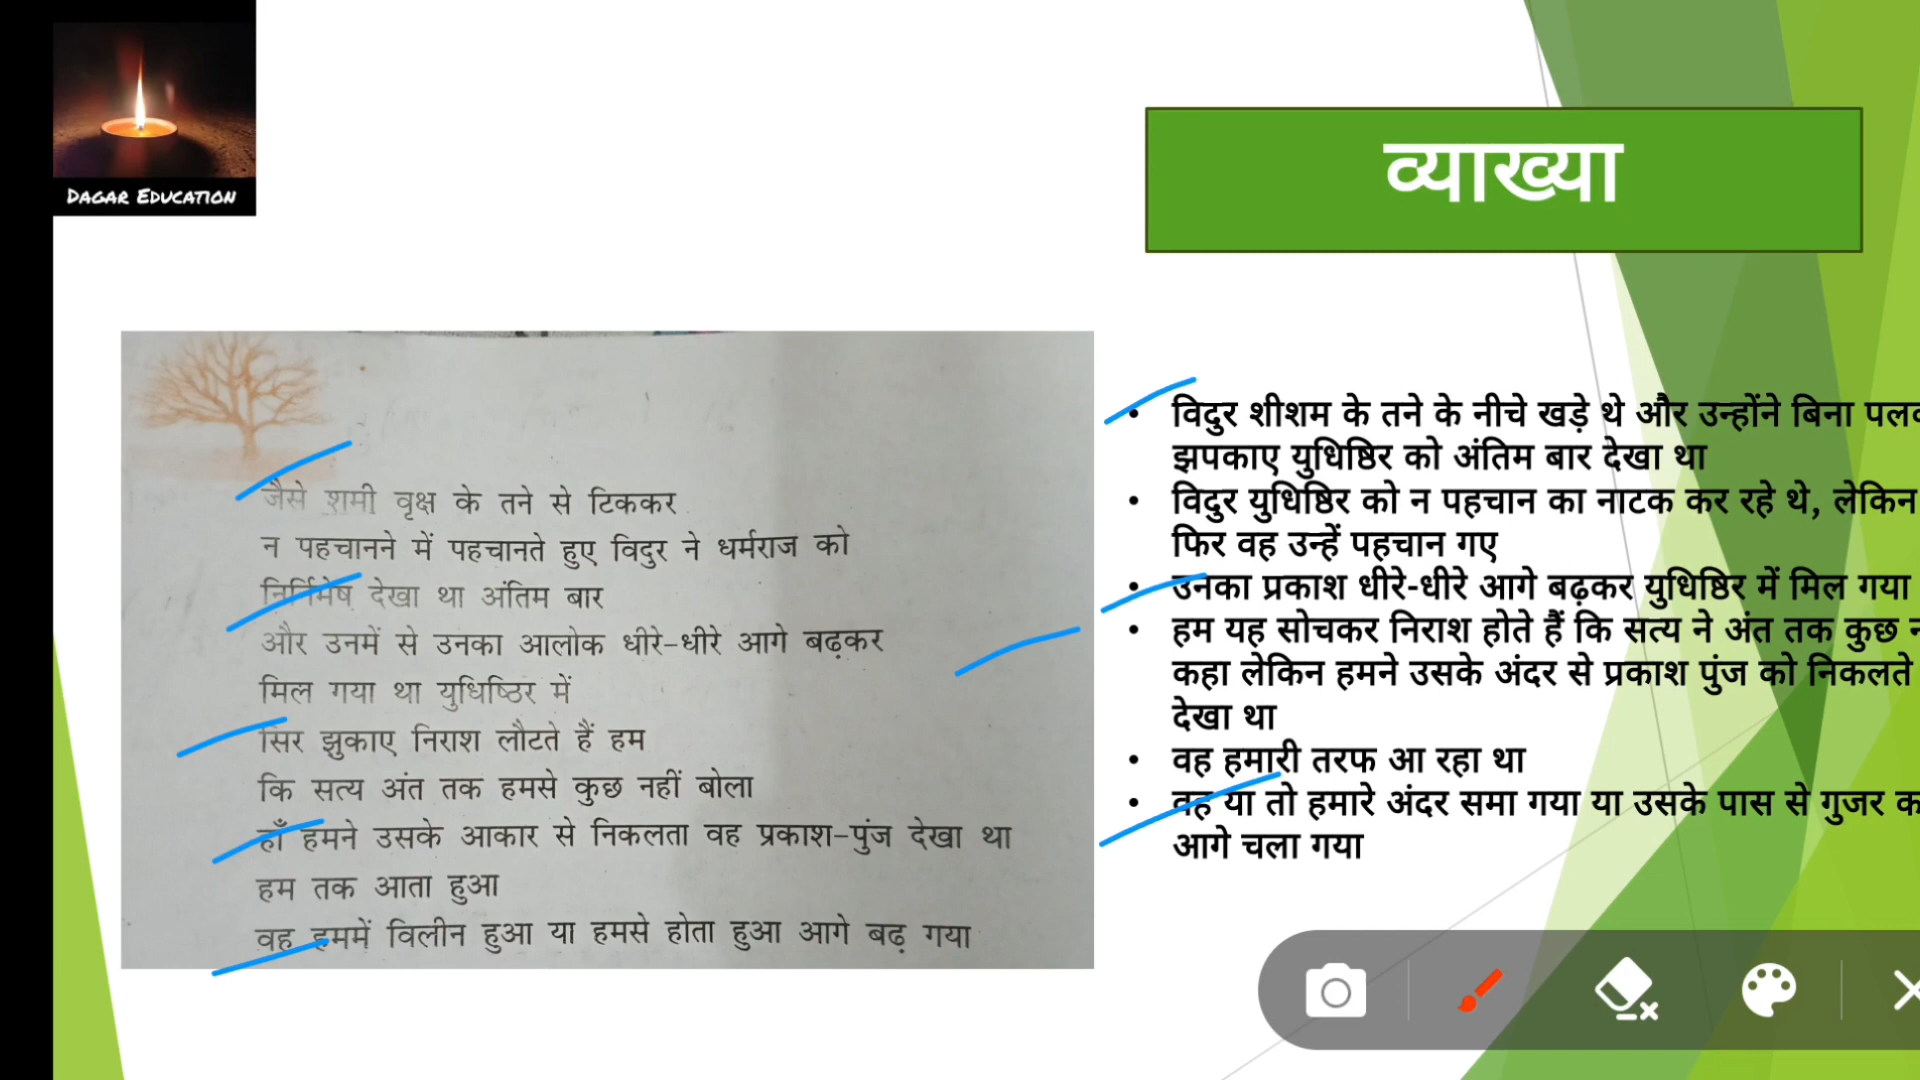 DAGAR EDUCATION
व्याख्या
जैसे शमी वृक्ष के तने से टिककर
न पहचानने में पहचानते हुए विदुर ने धर्मराज को
निर्निमेष देखा था अंतिम बार
और उनमें से उनका आलोक धीरे-धीरे आगे बढ़कर
मिल गया था युधिष्ठिर में
सिर झुकाए निराश लौटते हैं हम
कि सत्य अंत तक हमसे कुछ नहीं बोला
हाँ हमने उसके आकार से निकलता वह प्रकाश-पुंज देखा था
हम तक आता हुआ
वह हममें विलीन हुआ या हमसे होता हुआ आगे बढ़ गया
• विदुर शीशम के तने के नीचे खड़े थे और उन्होंने बिना
झपकाए युधिष्ठिर को अंतिम बार देखा था
• विदुर युधिष्ठिर को न पहचान का नाटक कर रहे थे, लेकिन
फिर वह उन्हें पहचान गए
• उनका प्रकाश धीरे-धीरे आगे बढ़कर युधिष्ठिर में मिल गया
• हम यह सोचकर निराश होते हैं कि सत्य ने अंत तक कुछ
कहा लेकिन हमने उसके अंदर से प्रकाश पुंज को निकलते
देखा था
• वह हमारी तरफ आ रहा था
• वह या तो हमारे अंदर समा गया या उसके पास से गुजर
आगे चला गया